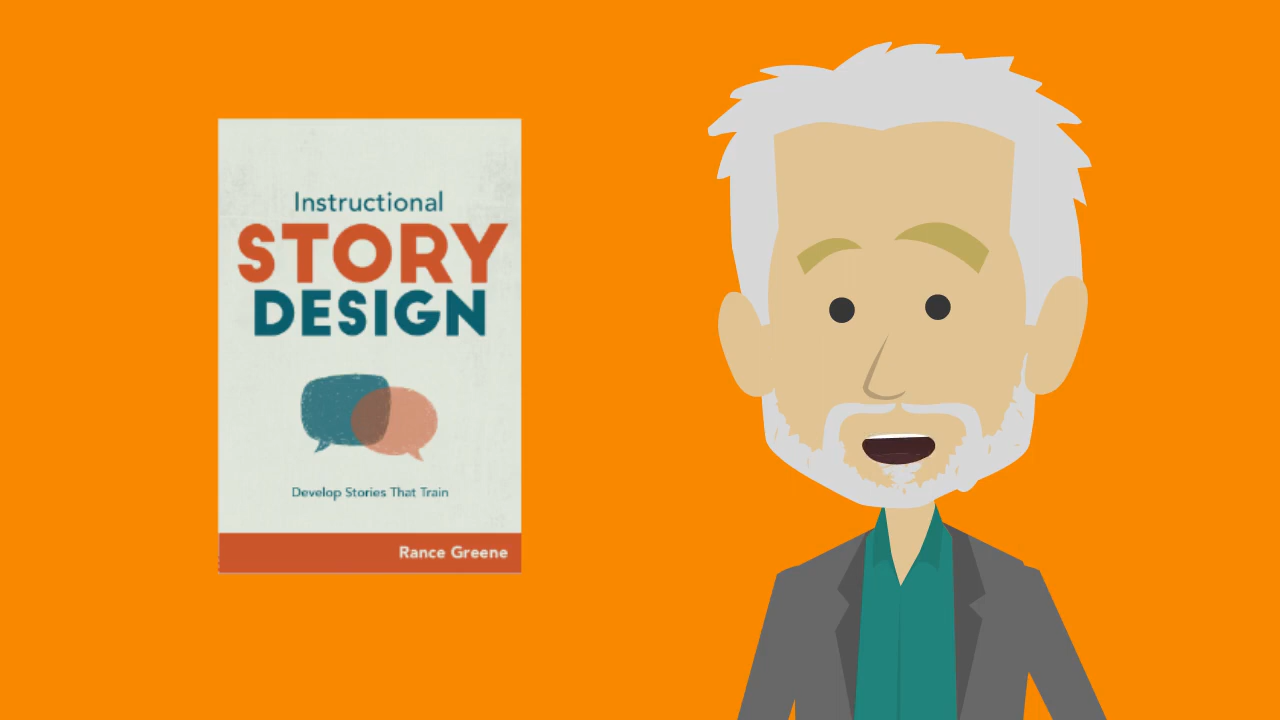 Instructional
STORY
DESIGN
Develop Stories That Train
Rance Greene